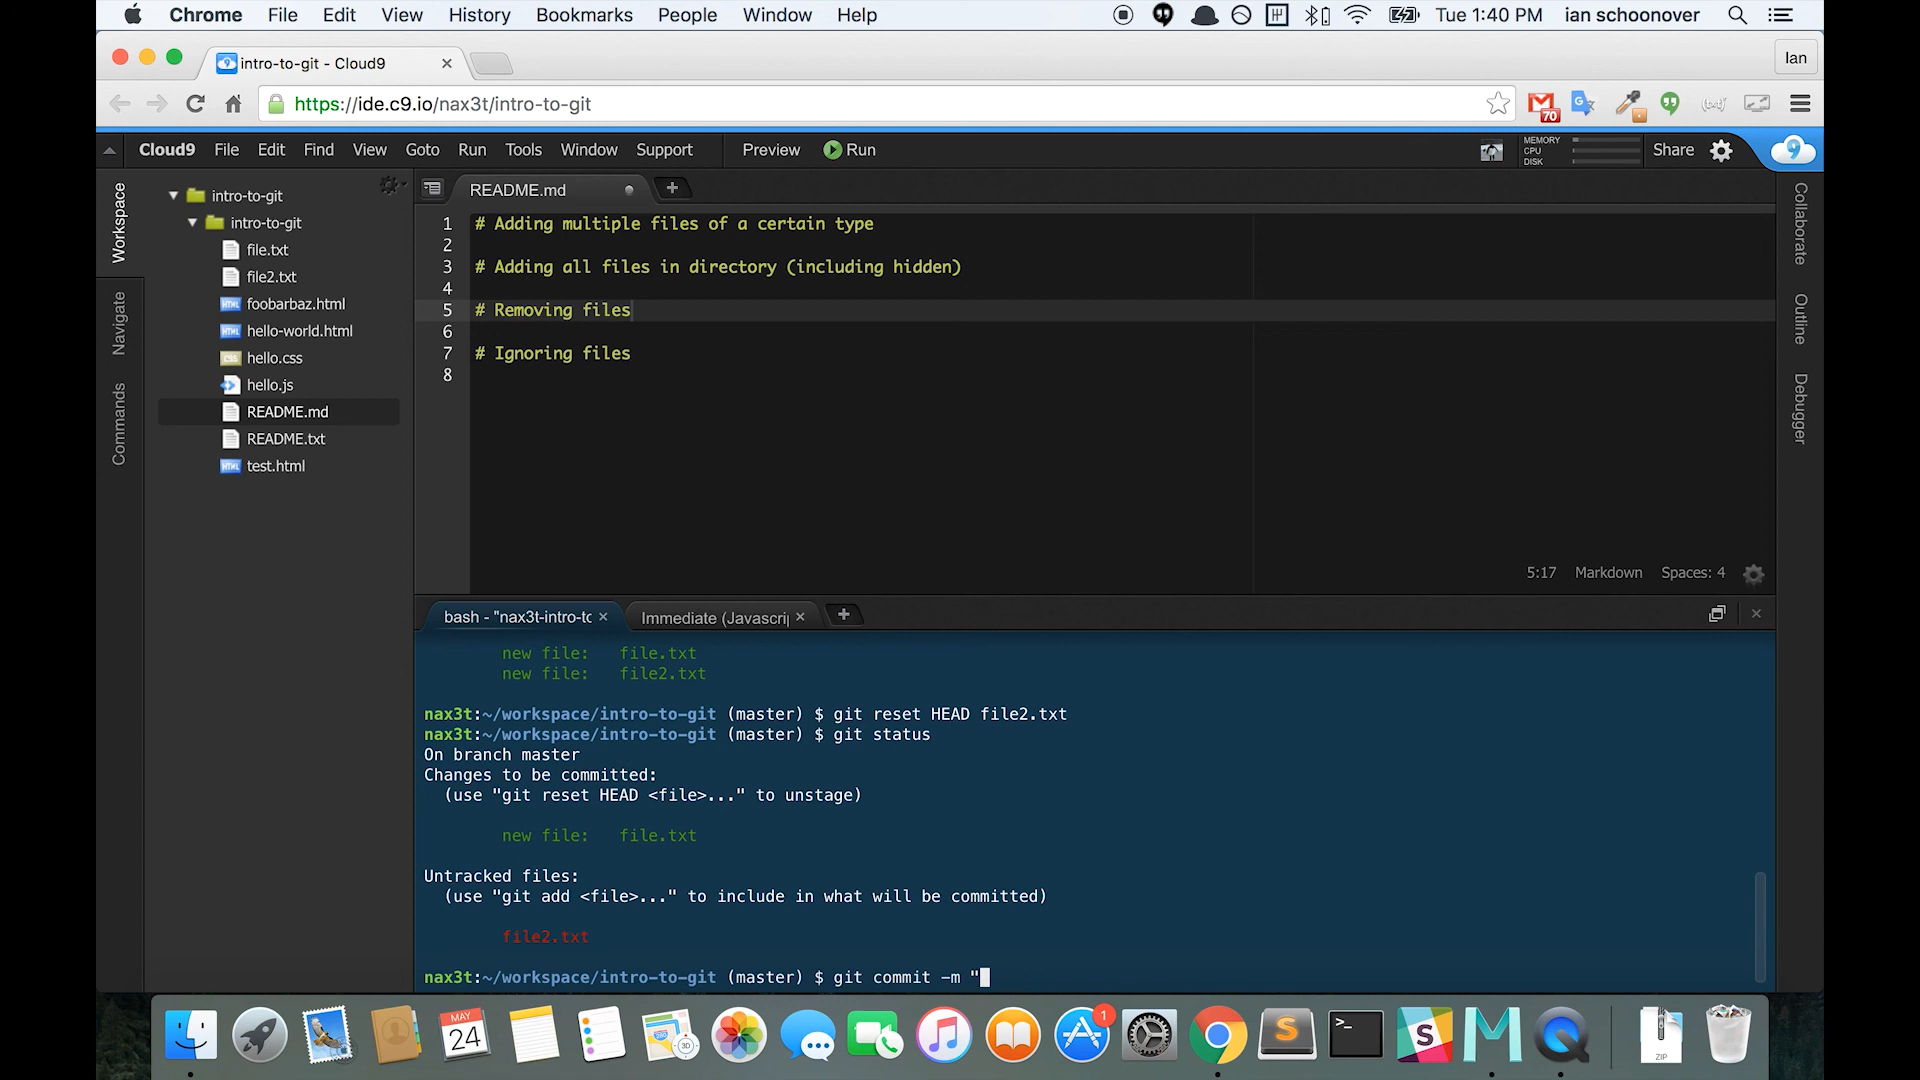 Chrome File Edit View History Bookmarks People Window Help Tue 1:40 PM ian schoonover
intro-to-git - Cloud9
Ian
https://ide.c9.io/nax3t/intro-to-git
70
Cloud9 File Edit Find View Goto Run Tools Window Support Preview Run
MEMORY
CPU
DISK
Share
9
Workspace
Navigate
Commands
intro-to-git
intro-to-git
file.txt
file2.txt
foobarbaz.html
hello-world.html
hello.css
hello.js
README.md
README.txt
test.html
README.md
1 # Adding multiple files of a certain type
2
3 # Adding all files in directory (including hidden)
4
5 # Removing files
6
7 # Ignoring files
8
5:17 Markdown Spaces: 4
Collaborate
Outline
Debugger
bash - "nax3t-intro-to
Immediate (Javascrip
new file: file.txt
new file: file2.txt
nax3t:~/workspace/intro-to-git (master) $ git reset HEAD file2.txt
nax3t:~/workspace/intro-to-git (master) $ git status
On branch master
Changes to be committed:
(use "git reset HEAD <file>..." to unstage)
new file: file.txt
Untracked files:
(use "git add <file>..." to include in what will be committed)
file2.txt
nax3t:~/workspace/intro-to-git (master) $ git commit -m "
MAY
24
3D
1
ZIP